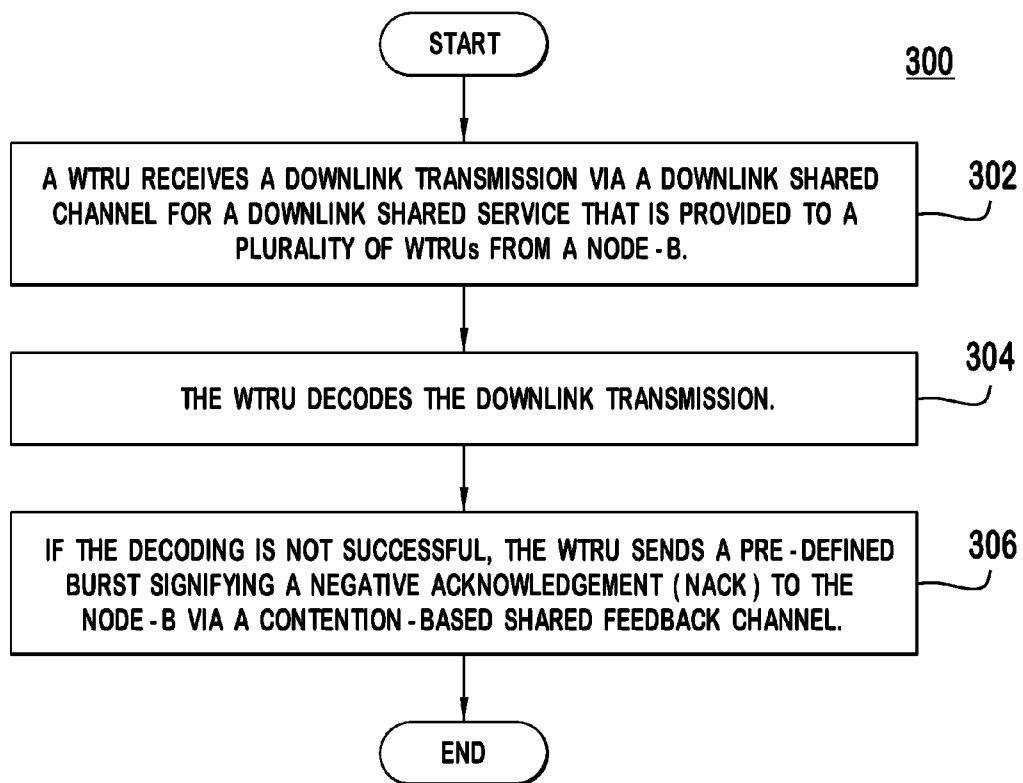 START
300
A WTRU RECEIVES A DOWNLINK TRANSMISSION VIA A DOWNLINK SHARED
CHANNEL FOR A DOWNLINK SHARED SERVICE THAT IS PROVIDED TO A
PLURALITY OF WTRUs FROM A NODE-B.
302
THE WTRU DECODES THE DOWNLINK TRANSMISSION.
304
IF THE DECODING IS NOT SUCCESSFUL, THE WTRU SENDS A PRE-DEFINED
BURST SIGNIFYING A NEGATIVE ACKNOWLEDGEMENT (NACK) TO THE
NODE-B VIA A CONTENTION-BASED SHARED FEEDBACK CHANNEL.
306
END